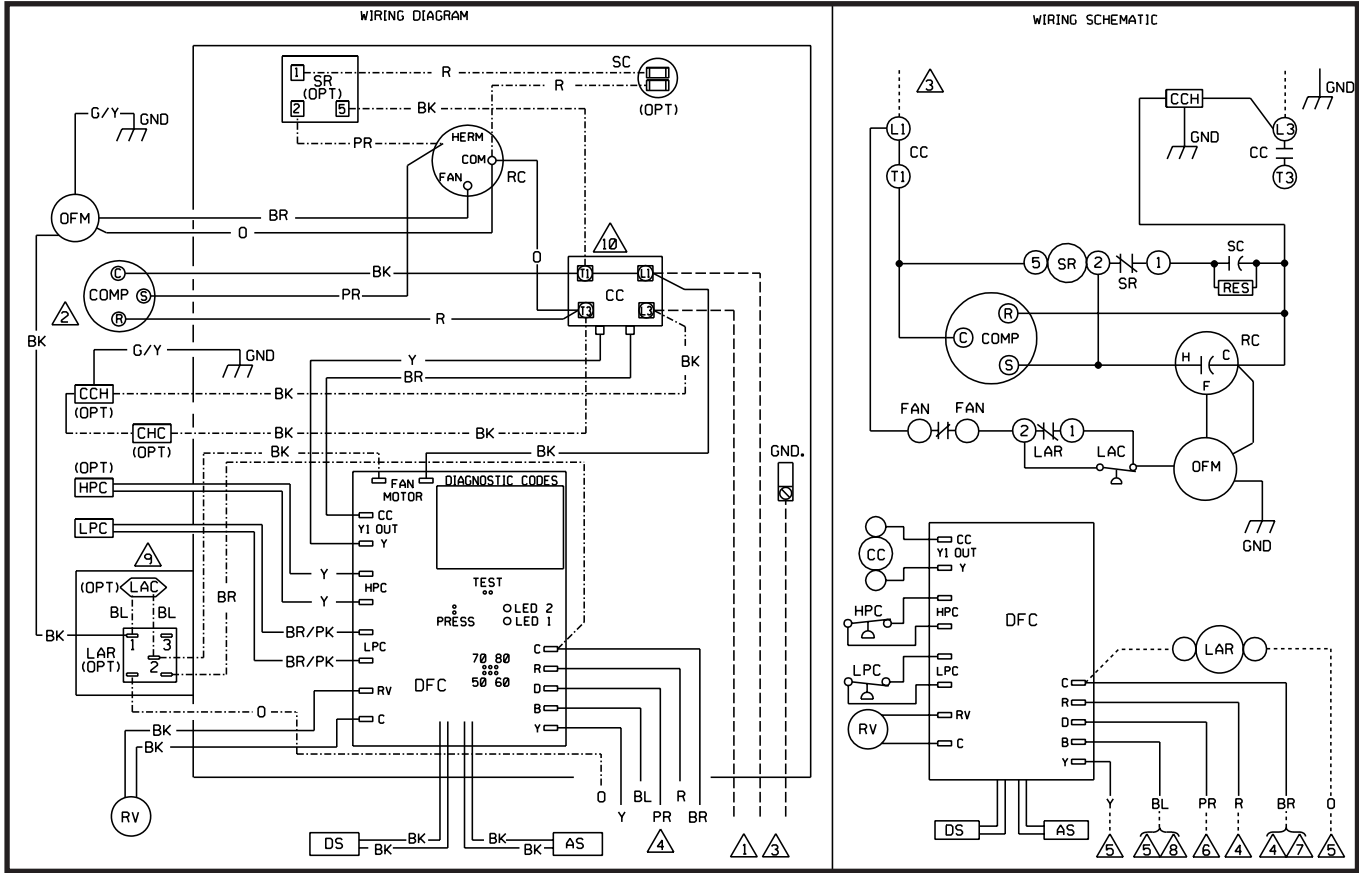 WIRING DIAGRAM
SC
1
R
SR
(OPT)
R
2
5
BK
(OPT)
G/Y
GND
PR
HERM
COM
RC
FAN
OFM
BR
O
O
10
C
BK
T1
L1
COMP
S
PR
CC
2
R
R
T3
L3
BK
G/Y
GND
Y
BK
BR
CCH
BK
(OPT)
CHC
BK
BK
(OPT)
BK
BK
GND.
(OPT)
HPC
FAN
MOTOR
DIAGNOSTIC CODES
CC
Y1 OUT
Y
LPC
9
Y
HPC
Y
TEST
(OPT)
LAC
BR
LED 2
PRESS
LED 1
BL
BL
BR/PK
LPC
BK
1
3
BR/PK
C
LAR
(OPT)
2
70 80
R
50 60
DFC
D
RV
B
O
C
Y
BK
BK
RV
O
Y
BL
PR
R
BR
DS
BK
BK
BK
BK
AS
4
1
3
WIRING SCHEMATIC
3
GND
CCH
L1
L3
CC
GND
CC
T1
T3
5
SR
2
1
SC
SR
RES
R
C
COMP
RC
S
H
C
F
FAN
FAN
2
1
LAR
LAC
OFM
GND
CC
CC
Y1 OUT
Y
HPC
HPC
DFC
LPC
LPC
LAR
C
RV
RV
R
D
C
B
Y
Y
BL
PR
R
BR
O
DS
AS
5
5
8
6
4
4
7
5